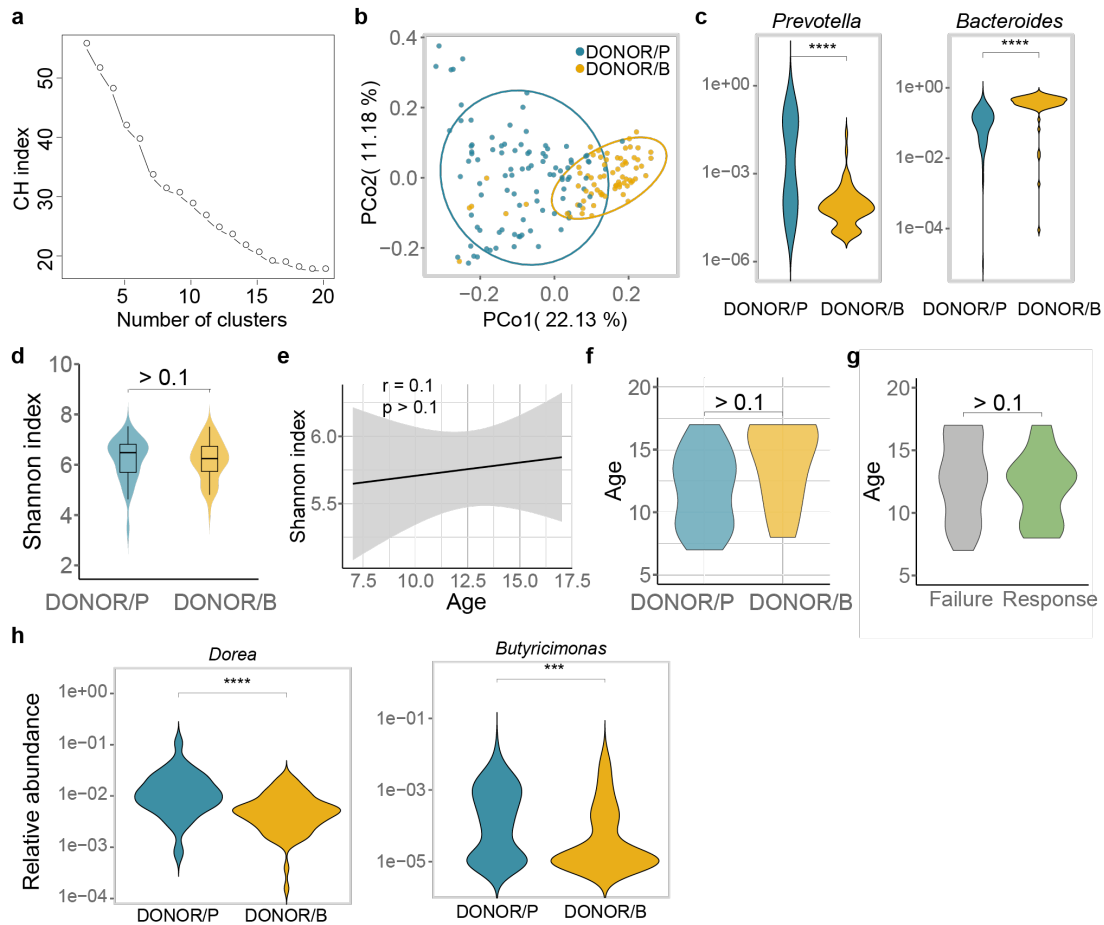 a
CH index
50
40
30
20
5
10
15
20
Number of clusters
b
PCo2( 11.18 %)
0.4
0.2
0.0
−0.2
DONOR/P
DONOR/B
−0.2
0.0
0.2
PCo1( 22.13 %)
c
Prevotella
****
1e+00
1e−03
1e−06
DONOR/P
DONOR/B
Bacteroides
****
1e+00
1e−02
1e−04
DONOR/P
DONOR/B
d
Shannon index
10
8
6
4
2
> 0.1
DONOR/P
DONOR/B
e
Shannon index
r = 0.1
p > 0.1
6.0
5.5
7.5
10.0
12.5
15.0
17.5
Age
f
Age
20
15
10
5
> 0.1
DONOR/P
DONOR/B
g
Age
20
15
10
5
> 0.1
Failure
Response
h
Relative abundance
Dorea
****
1e+00
1e−01
1e−02
1e−03
1e−04
DONOR/P
DONOR/B
Butyricimonas
***
1e−01
1e−03
1e−05
DONOR/P
DONOR/B